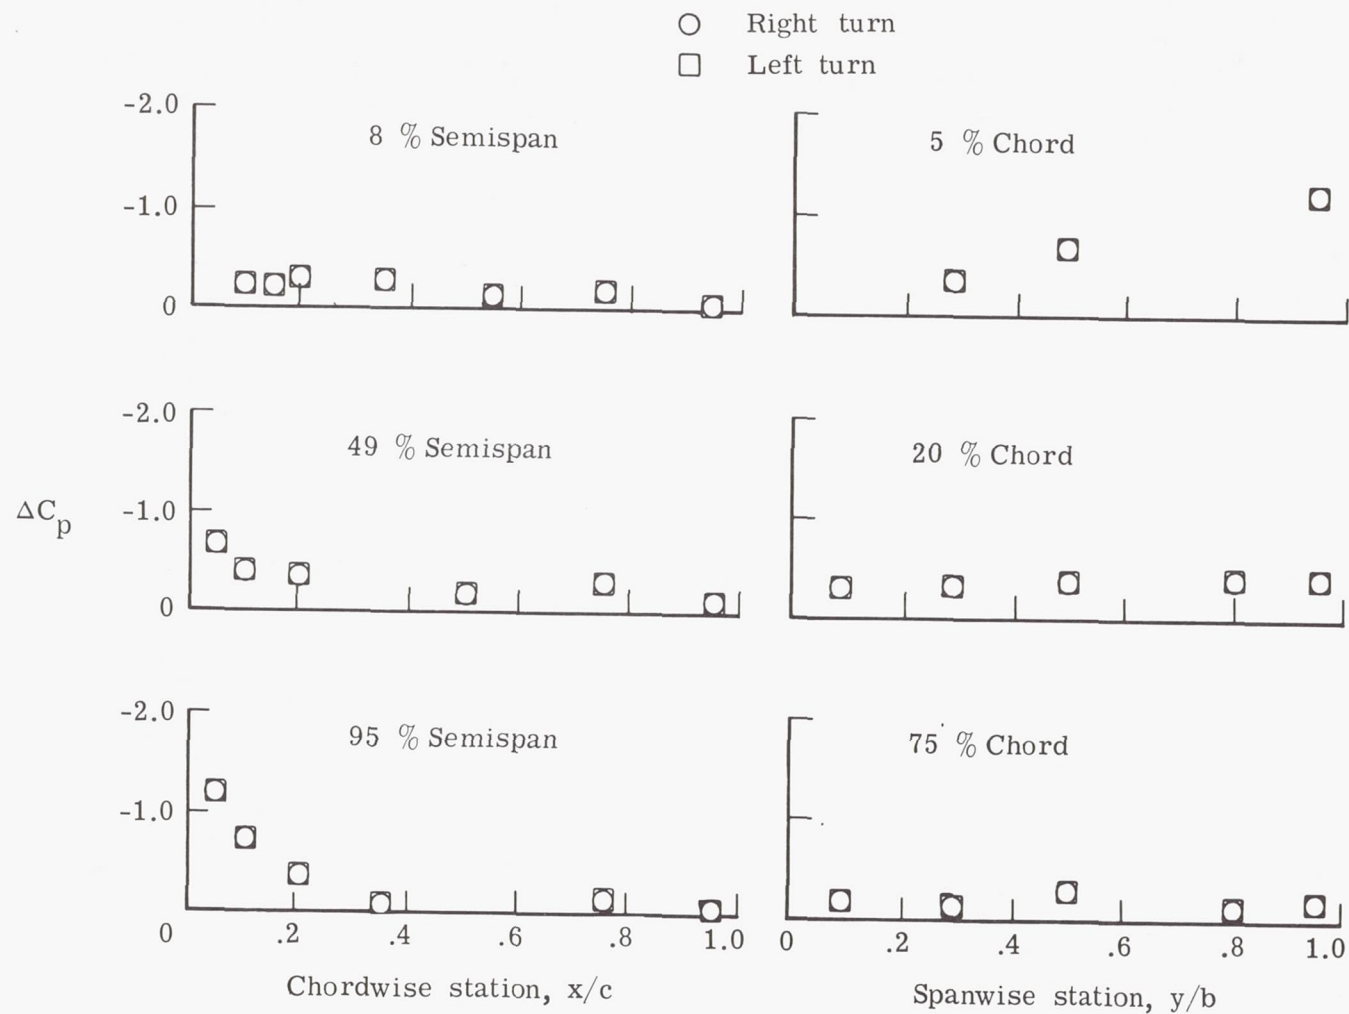 Right turn
Left turn
-2.0
8 % Semispan
-1.0
0
5 % Chord
-2.0
49 % Semispan
-1.0
0
20 % Chord
ΔCp
-2.0
95 % Semispan
-1.0
0 .2 .4 .6 .8 1.0
Chordwise station, x/c
75 % Chord
0 .2 .4 .6 .8 1.0
Spanwise station, y/b